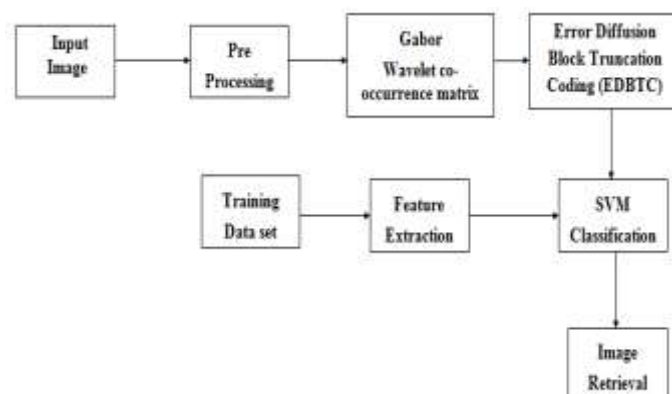 Input
Image
Pre
Processing
Gabor
Wavelet co-
occurrence matrix
Error Diffusion
Block Truncation
Coding (EDBTC)
Training
Data set
Feature
Extraction
SVM
Classification
Image
Retrieval